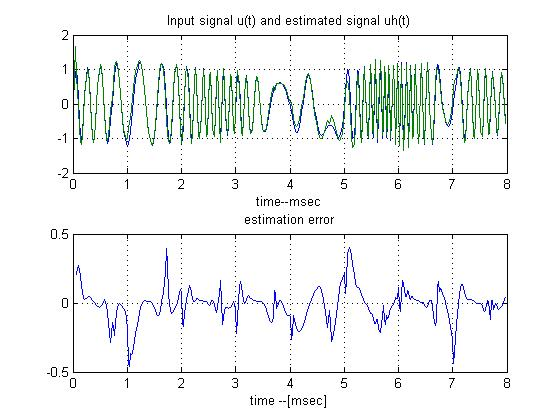 Input signal u(t) and estimated signal uh(t)
2
1
0
-1
-2
0 1 2 3 4 5 6 7 8
time--msec
estimation error
0.5
0
-0.5
0 1 2 3 4 5 6 7 8
time --[msec]